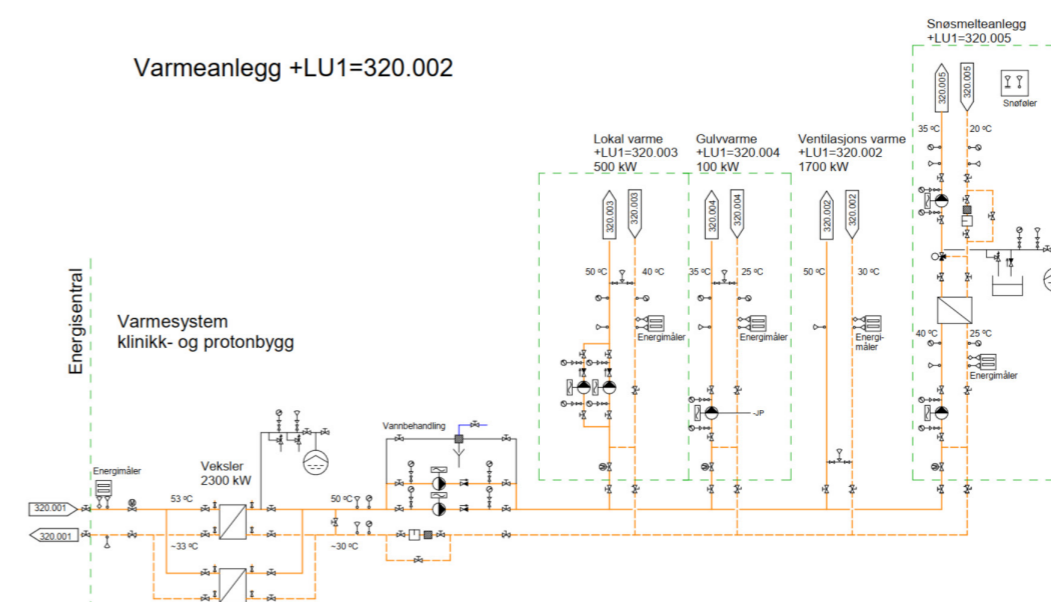 Varmeanlegg +LU1=320.002
Snøsmelteanlegg
+LU1=320.005
320.005
320.005
Snøføler
35 ºC
20 ºC
Lokal varme
+LU1=320.003
500 kW
Gulvvarme
+LU1=320.004
100 kW
Ventilasjons varme
+LU1=320.002
1700 kW
320.003
320.003
320.004
320.004
320.002
320.002
50 ºC
40 ºC
35 ºC
25 ºC
50 ºC
30 ºC
Energimåler
Energimåler
Energi-
måler
40 ºC
25 ºC
Energimåler
-JP
Energisentral
Varmesystem
klinikk- og protonbygg
Vannbehandling
Energimåler
Veksler
2300 kW
320.001
53 ºC
50 ºC
320.001
~33 ºC
~30 ºC